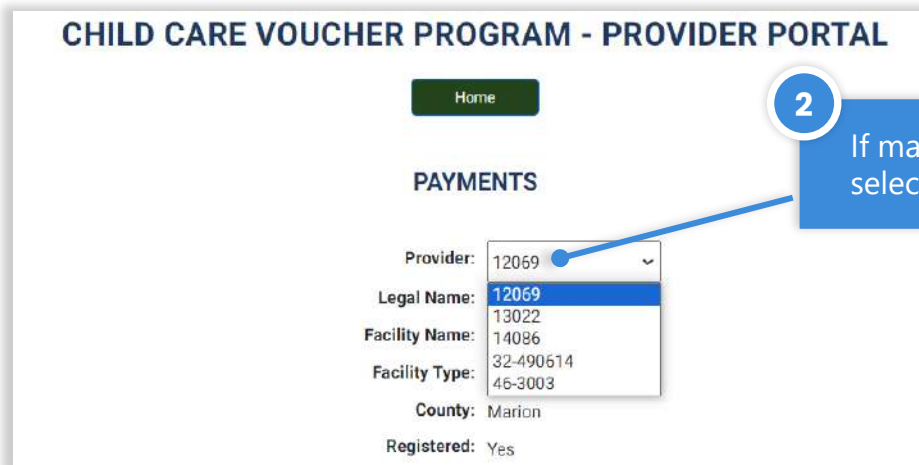 CHILD CARE VOUCHER PROGRAM - PROVIDER PORTAL
Home
2
If ma
selec
PAYMENTS
Provider: 12069
Legal Name: 12069
13022
Facility Name: 14086
32-490614
Facility Type: 46-3003
County: Marion
Registered: Yes